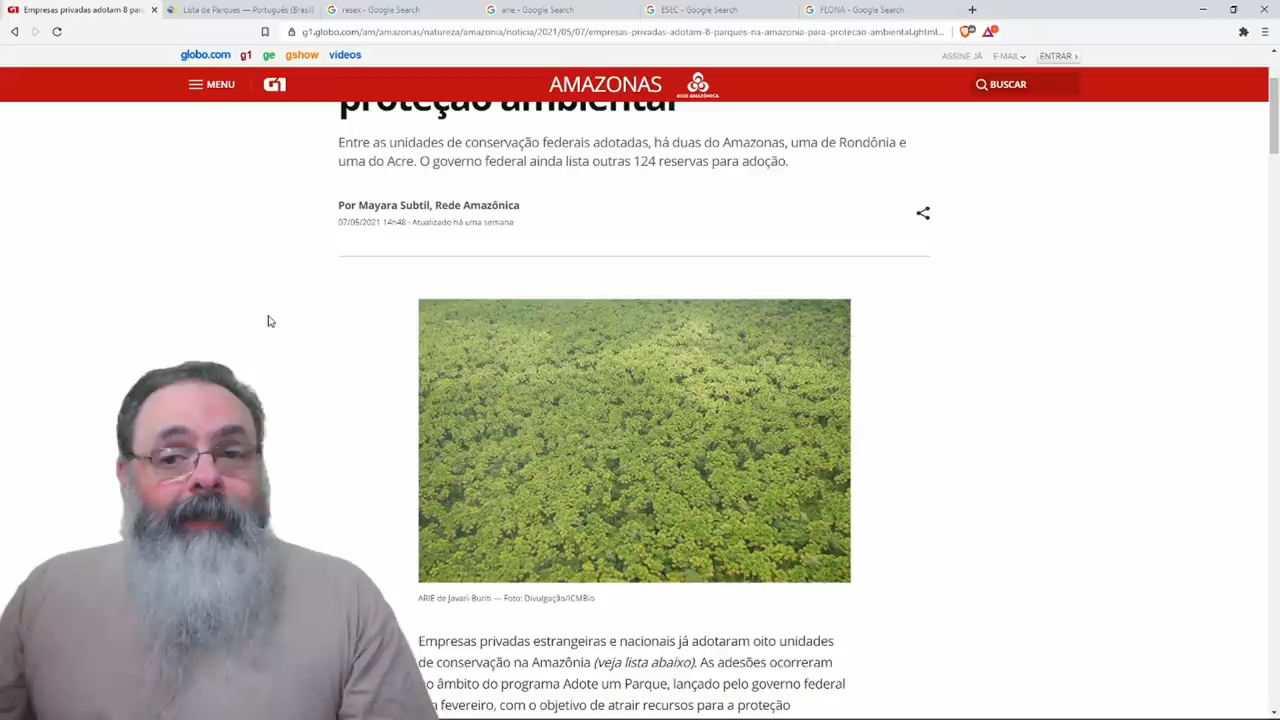 G1 Empresas privadas adotam 8 par
Lista de Parques — Português (Brasil)
resex - Google Search
arie - Google Search
ESEC - Google Search
FLONA - Google Search
g1.globo.com/am/amazonas/natureza/amazonia/noticia/2021/05/07/empresas-privadas-adotam-8-parques-na-amazonia-para-protecao-ambiental.ghtml...
globo.com g1 ge gshow videos
ASSINE JÁ E-MAIL ENTRAR ›
MENU G1 AMAZONAS REDE AMAZÔNICA BUSCAR
proteção ambiental
Entre as unidades de conservação federais adotadas, há duas do Amazonas, uma de Rondônia e
uma do Acre. O governo federal ainda lista outras 124 reservas para adoção.
Por Mayara Subtil, Rede Amazônica
07/05/2021 14h48 · Atualizado há uma semana
ARIE de Javari-Buriti — Foto: Divulgação/ICMBio
Empresas privadas estrangeiras e nacionais já adotaram oito unidades
de conservação na Amazônia (veja lista abaixo). As adesões ocorreram
o âmbito do programa Adote um Parque, lançado pelo governo federal
fevereiro, com o objetivo de atrair recursos para a proteção